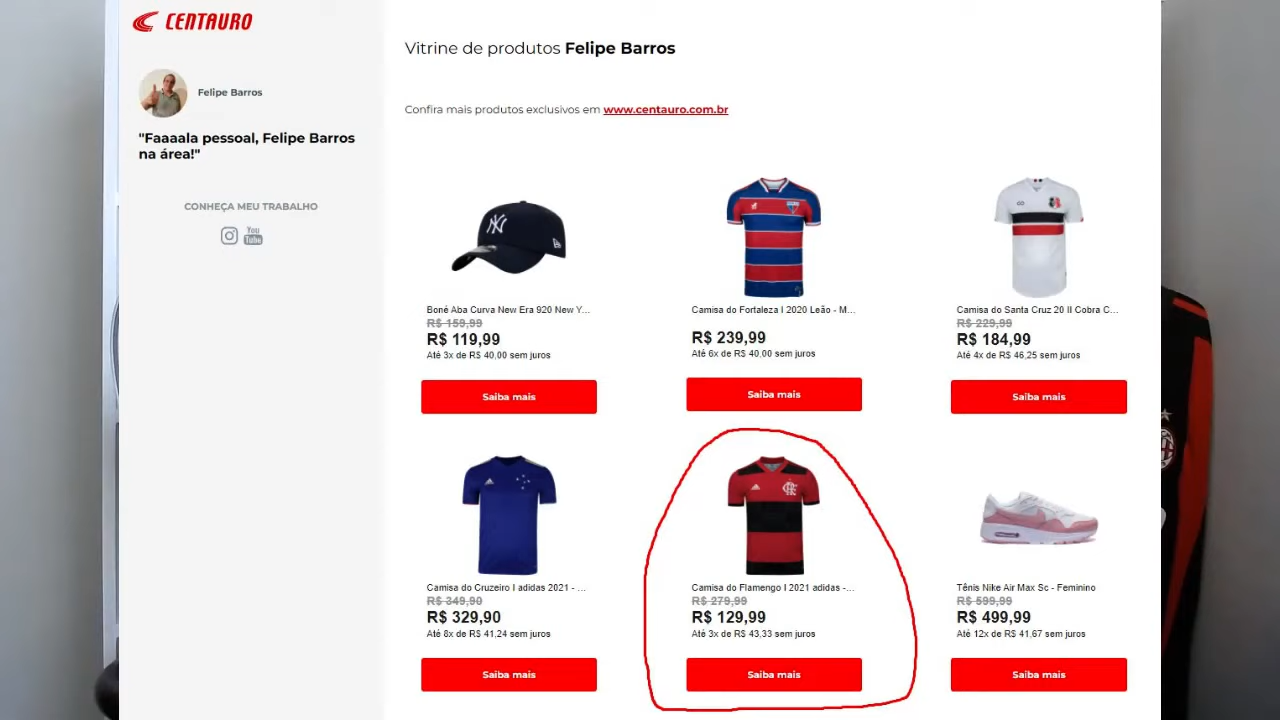 CENTAURO
Vitrine de produtos Felipe Barros
Felipe Barros
Confira mais produtos exclusivos em www.centauro.com.br
"Faaaala pessoal, Felipe Barros
na área!"
CONHEÇA MEU TRABALHO
You
Tube
NY
Boné Aba Curva New Era 920 New Y...
R$ 159,99
R$ 119,99
Até 3x de R$ 40,00 sem juros
Saiba mais
Camisa do Fortaleza I 2020 Leão - M...
R$ 239,99
Até 6x de R$ 40,00 sem juros
Saiba mais
Camisa do Santa Cruz 20 II Cobra C...
R$ 229,99
R$ 184,99
Até 4x de R$ 46,25 sem juros
Saiba mais
Camisa do Cruzeiro I adidas 2021 - ...
R$ 349,90
R$ 329,90
Até 8x de R$ 41,24 sem juros
Saiba mais
Camisa do Flamengo I 2021 adidas -...
R$ 279,99
R$ 129,99
Até 3x de R$ 43,33 sem juros
Saiba mais
Tênis Nike Air Max Sc - Feminino
R$ 599,99
R$ 499,99
Até 12x de R$ 41,67 sem juros
Saiba mais